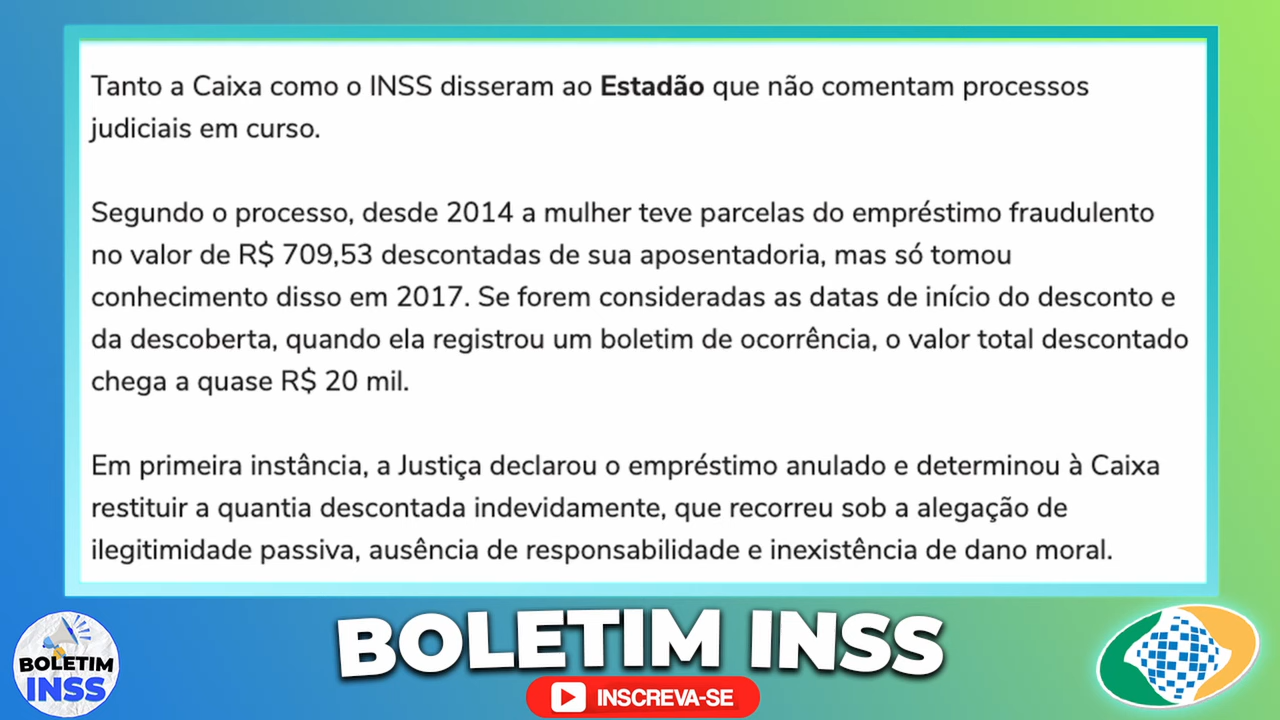 Tanto a Caixa como o INSS disseram ao Estadão que não comentam processos
judiciais em curso.
Segundo o processo, desde 2014 a mulher teve parcelas do empréstimo fraudulento
no valor de R$ 709,53 descontadas de sua aposentadoria, mas só tomou
conhecimento disso em 2017. Se forem consideradas as datas de início do desconto e
da descoberta, quando ela registrou um boletim de ocorrência, o valor total descontado
chega a quase R$ 20 mil.
Em primeira instância, a Justiça declarou o empréstimo anulado e determinou à Caixa
restituir a quantia descontada indevidamente, que recorreu sob a alegação de
ilegitimidade passiva, ausência de responsabilidade e inexistência de dano moral.
BOLETIM
INSS
BOLETIM INSS
INSCREVA-SE